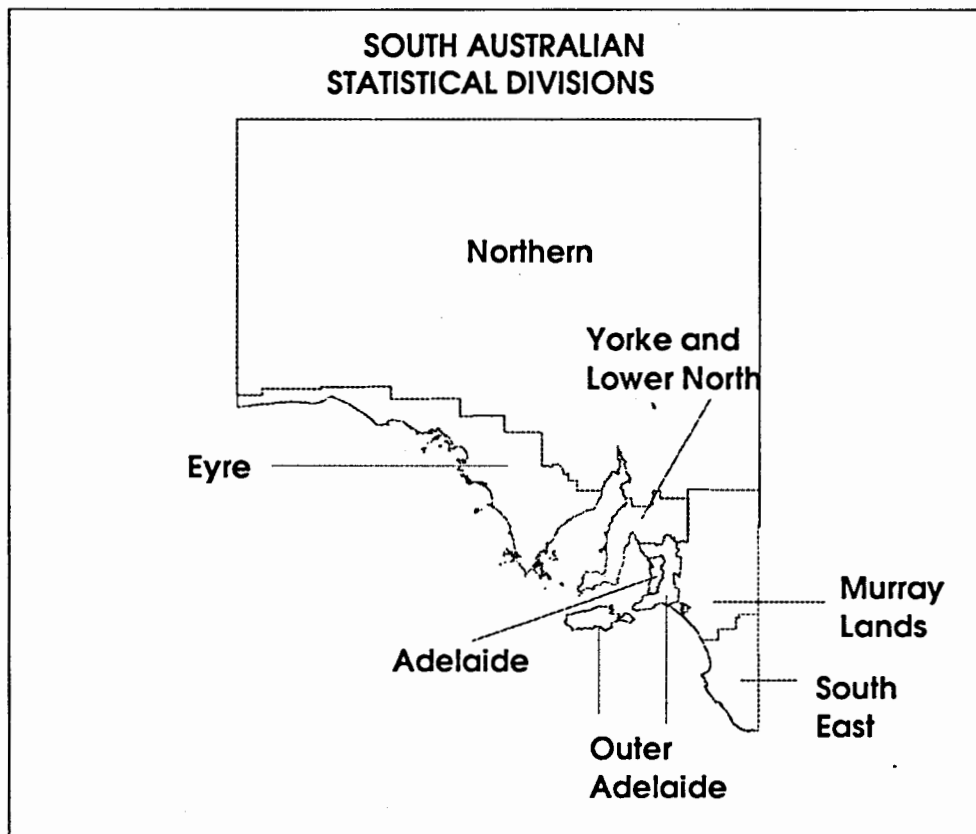 SOUTH AUSTRALIAN
STATISTICAL DIVISIONS
Northern
Yorke and
Lower North
Eyre
Murray
Lands
Adelaide
South
East
Outer
Adelaide